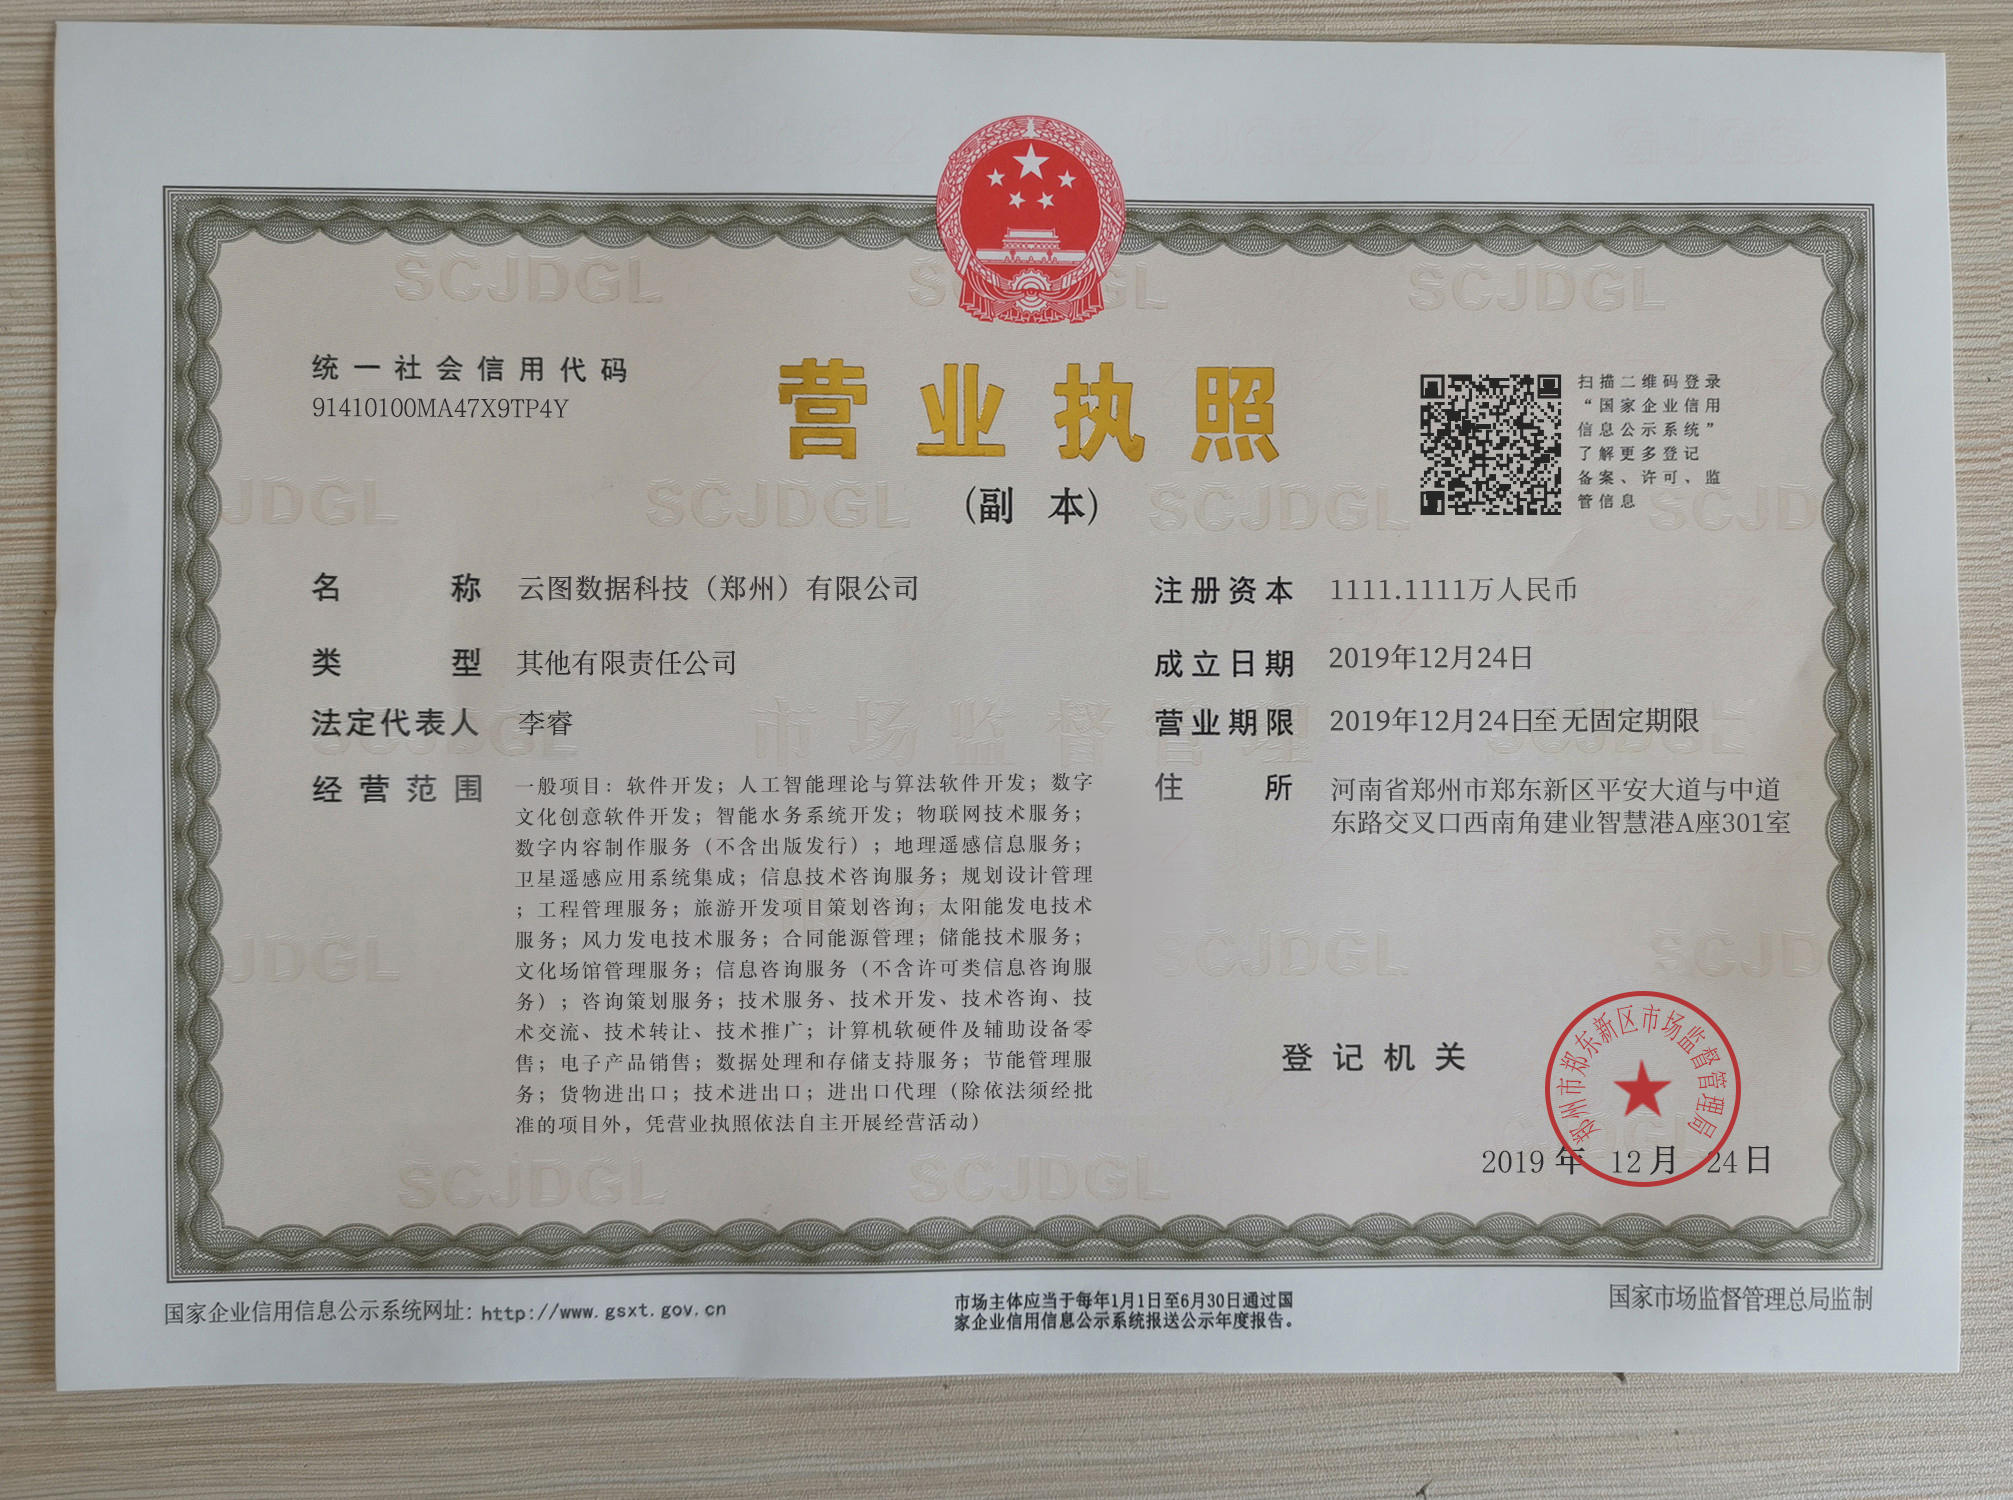 统一社会信用代码
91410100MA47X9TP4Y
营业执照
(副 本)
扫描二维码登录
“国家企业信用
信息公示系统”
了解更多登记
备案、许可、监
管信息
名 称 云图数据科技（郑州）有限公司
类 型 其他有限责任公司
法定代表人 李睿
经营范围 一般项目：软件开发；人工智能理论与算法软件开发；数字
文化创意软件开发；智能水务系统开发；物联网技术服务；
数字内容制作服务（不含出版发行）；地理遥感信息服务；
卫星遥感应用系统集成；信息技术咨询服务；规划设计管理
；工程管理服务；旅游开发项目策划咨询；太阳能发电技术
服务；风力发电技术服务；合同能源管理；储能技术服务；
文化场馆管理服务；信息咨询服务（不含许可类信息咨询服
务）；咨询策划服务；技术服务、技术开发、技术咨询、技
术交流、技术转让、技术推广；计算机软硬件及辅助设备零
售；电子产品销售；数据处理和存储支持服务；节能管理服
务；货物进出口；技术进出口；进出口代理（除依法须经批
准的项目外，凭营业执照依法自主开展经营活动）
注册资本 1111.1111万人民币
成立日期 2019年12月24日
营业期限 2019年12月24日至无固定期限
住 所 河南省郑州市郑东新区平安大道与中道
东路交叉口西南角建业智慧港A座301室
登记机关
郑州市郑东新区市场监督管理局
2019 年 12 月 24 日
国家企业信用信息公示系统网址：http://www.gsxt.gov.cn
市场主体应当于每年1月1日至6月30日通过国
家企业信用信息公示系统报送公示年度报告。
国家市场监督管理总局监制
SCJDGL
市场监督管理